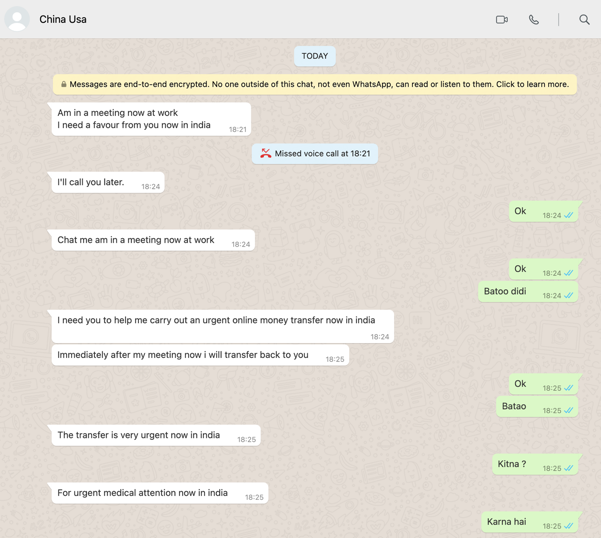 China Usa
TODAY
Messages are end-to-end encrypted. No one outside of this chat, not even WhatsApp, can read or listen to them. Click to learn more.
Am in a meeting now at work
I need a favour from you now in india
18:21
Missed voice call at 18:21
I'll call you later.
18:24
Ok
18:24
Chat me am in a meeting now at work
18:24
Ok
18:24
Batoo didi
18:24
I need you to help me carry out an urgent online money transfer now in india
18:24
Immediately after my meeting now i will transfer back to you
18:25
Ok
18:25
Batao
18:25
The transfer is very urgent now in india
18:25
Kitna ?
18:25
For urgent medical attention now in india
18:25
Karna hai
18:25